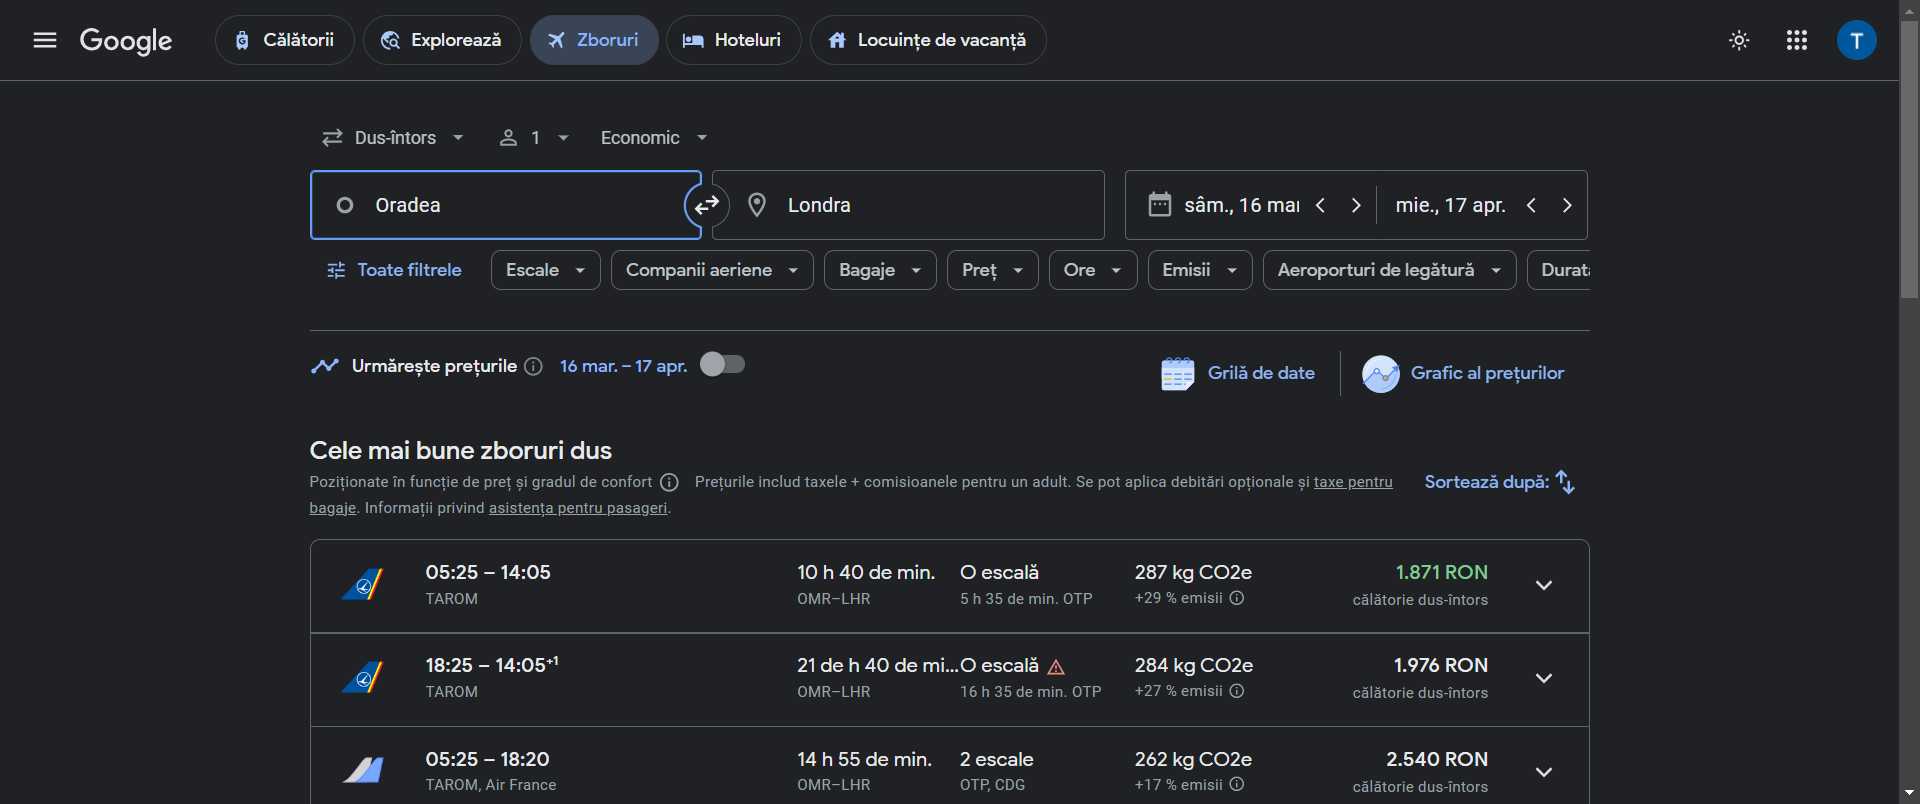 Google Călătorii Explorează Zboruri Hoteluri Locuințe de vacanță T
Dus-întors 1 Economic
Oradea Londra sâm., 16 mar mie., 17 apr.
Toate filtrele Escale Companii aeriene Bagaje Preț Ore Emisii Aeroporturi de legătură Durată
Urmărește prețurile 16 mar. – 17 apr. Grilă de date Grafic al prețurilor
Cele mai bune zboruri dus
Poziționate în funcție de preț și gradul de confort Prețurile includ taxele + comisioanele pentru un adult. Se pot aplica debitări opționale și taxe pentru
bagaje. Informații privind asistența pentru pasageri.
Sortează după:
05:25 – 14:05 10 h 40 de min. O escală 287 kg CO2e 1.871 RON
TAROM OMR–LHR 5 h 35 de min. OTP +29 % emisii călătorie dus-întors
18:25 – 14:05+1 21 de h 40 de mi... O escală 284 kg CO2e 1.976 RON
TAROM OMR–LHR 16 h 35 de min. OTP +27 % emisii călătorie dus-întors
05:25 – 18:20 14 h 55 de min. 2 escale 262 kg CO2e 2.540 RON
TAROM, Air France OMR–LHR OTP, CDG +17 % emisii călătorie dus-întors